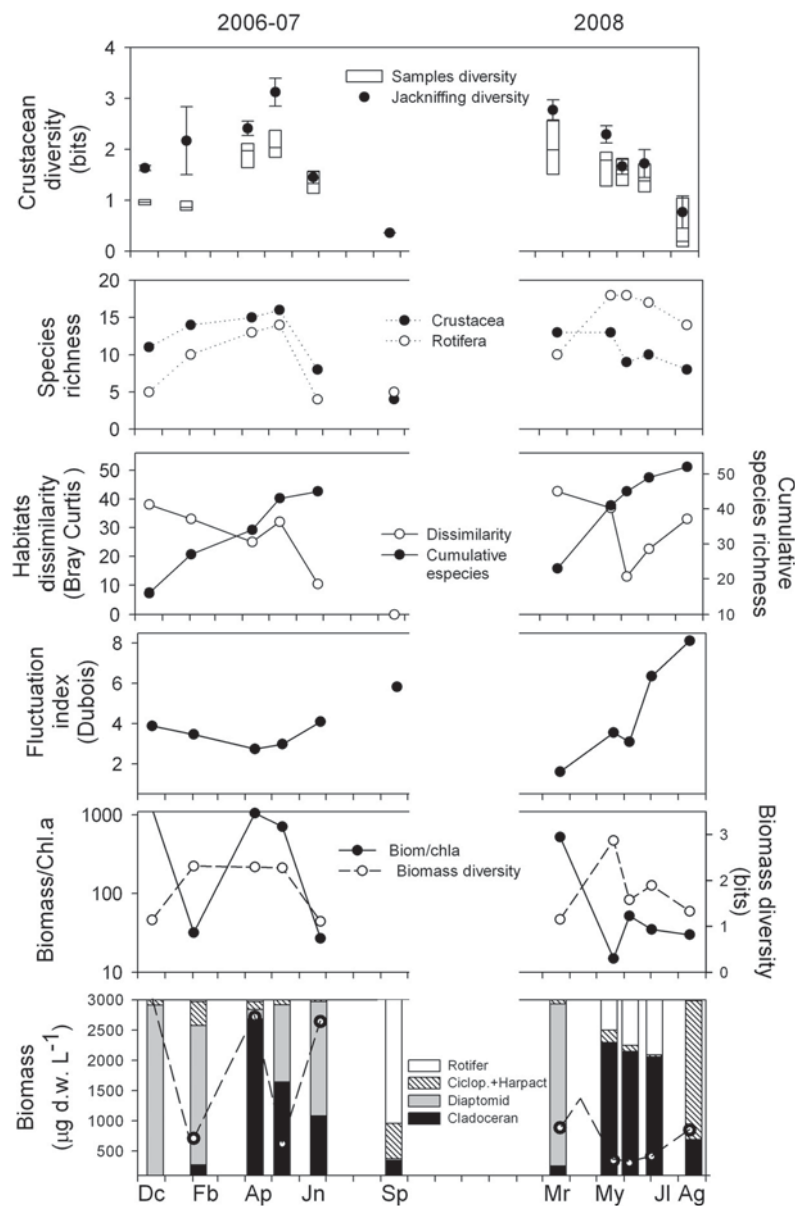 2006-07
2008
Crustacean
diversity
(bits)
4
3
2
1
0
Samples diversity
Jackniffing diversity
Species
richness
20
15
10
5
0
Crustacea
Rotifera
Habitats
dissimilarity
(Bray Curtis )
50
40
30
20
10
0
Dissimilarity
Cumulative
especies
50
40
30
20
10
Cumulative
species richness
Fluctuation
index
(Dubois)
8
6
4
2
Biomass/Chl.a
1000
100
10
Biom/chla
Biomass diversity
3
2
1
0
Biomass diversity
(bits)
Biomass
(µg d.w. L-1)
3000
2500
2000
1500
1000
500
Rotifer
Ciclop.+Harpact
Diaptomid
Cladoceran
Dc Fb Ap Jn Sp Mr My Jl Ag